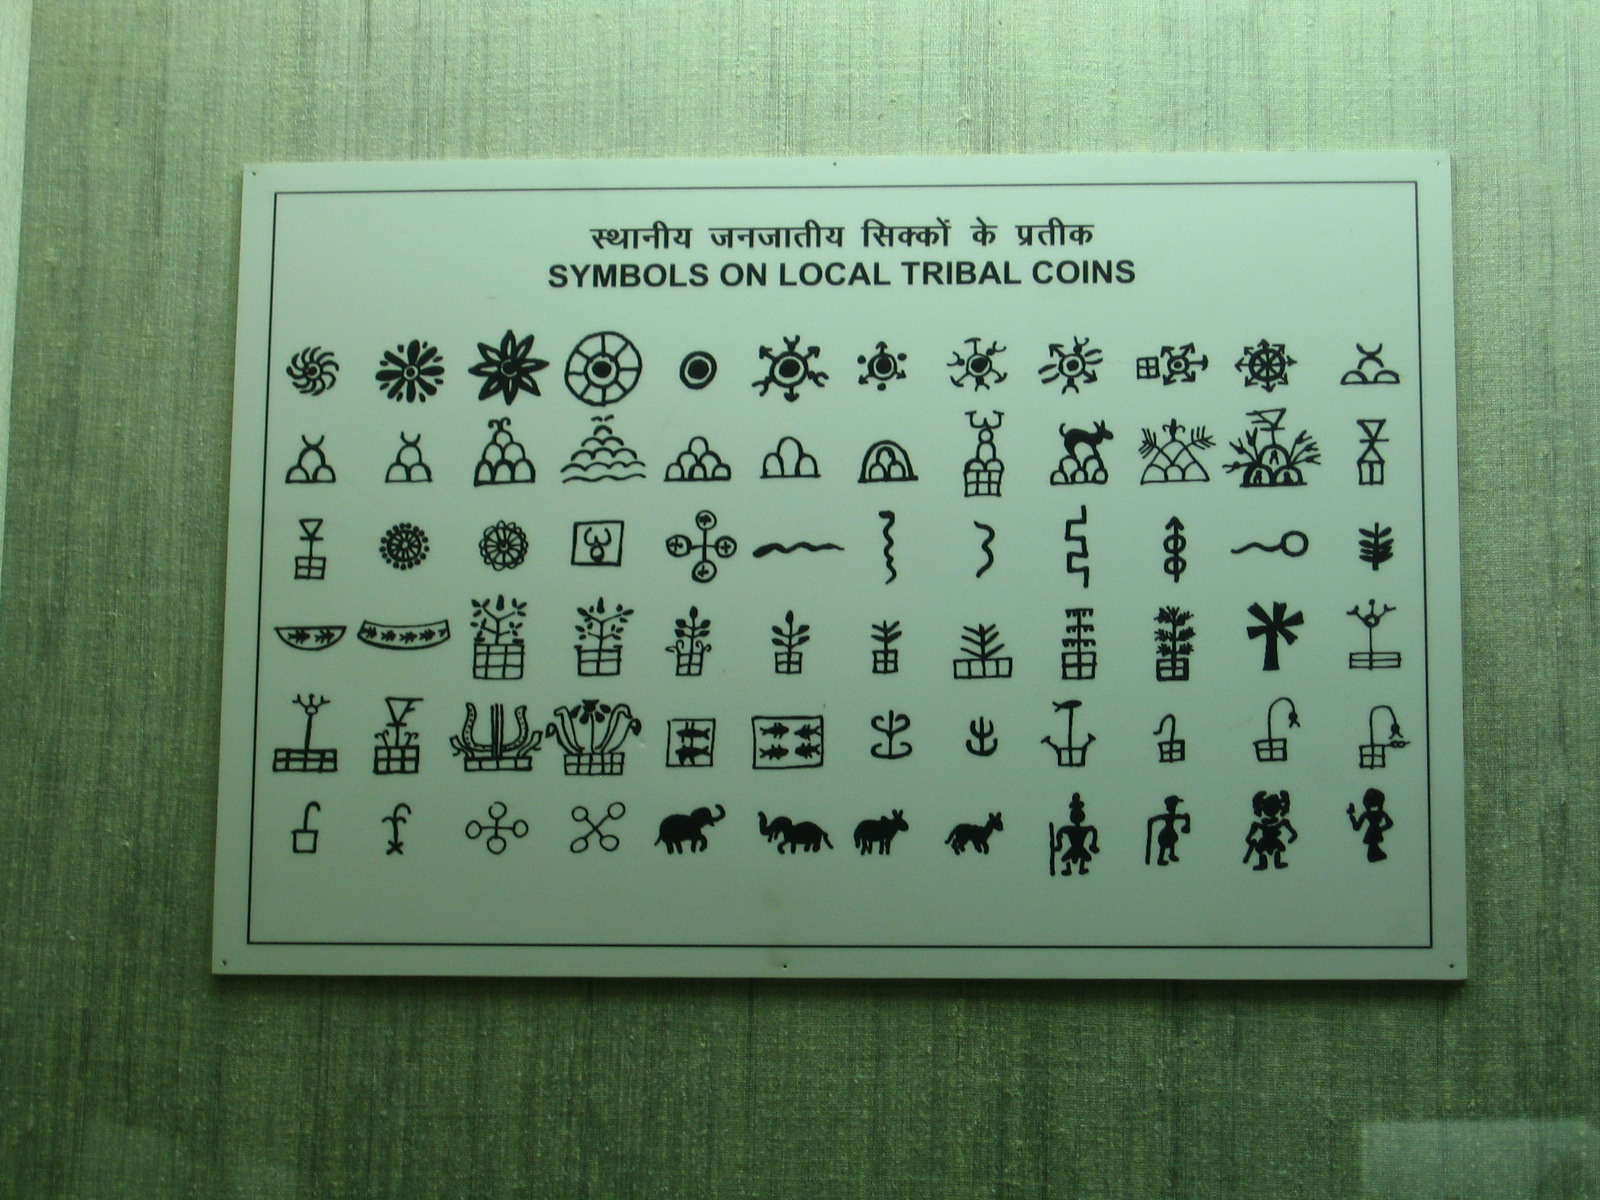 स्थानीय जनजातीय सिक्कों के प्रतीक
SYMBOLS ON LOCAL TRIBAL COINS